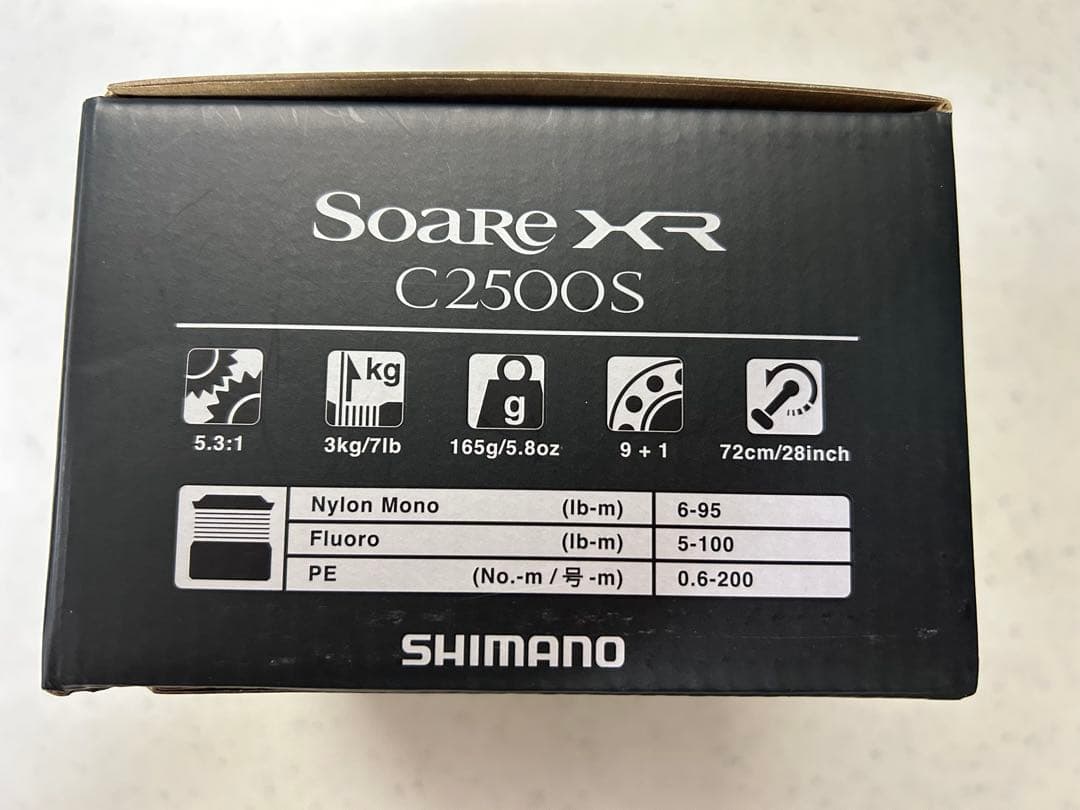 Soare XR
C2500S
kg
g
5.3:1 3kg/7lb 165g/5.8oz 9 + 1 72cm/28inch
Nylon Mono (lb-m) 6-95
Fluoro (lb-m) 5-100
PE (No.-m / 号 -m) 0.6-200
SHIMANO